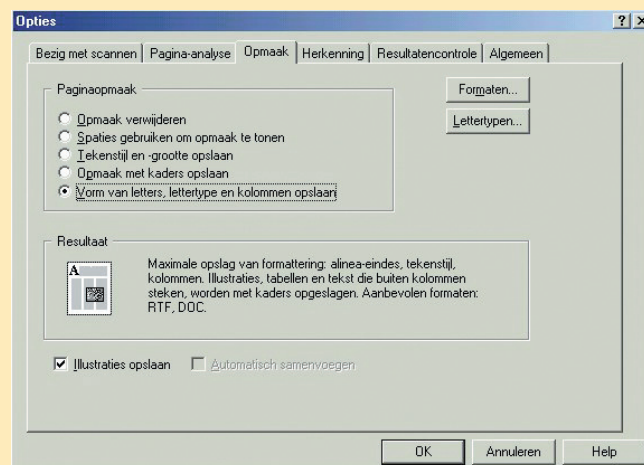 Opties
Bezig met scannen Pagina-analyse Opmaak Herkenning Resultatencontrole Algemeen
Paginaopmaak
Opmaak verwijderen
Spaties gebruiken om opmaak te tonen
Tekenstijl en -grootte opslaan
Opmaak met kaders opslaan
Vorm van letters, lettertype en kolommen opslaan
Formaten...
Lettertypen...
Resultaat
A
Maximale opslag van formattering: alinea-eindes, tekenstijl,
kolommen. Illustraties, tabellen en tekst die buiten kolommen
steken, worden met kaders opgeslagen. Aanbevolen formaten:
RTF, DOC.
Illustraties opslaan Automatisch samenvoegen
OK Annuleren Help